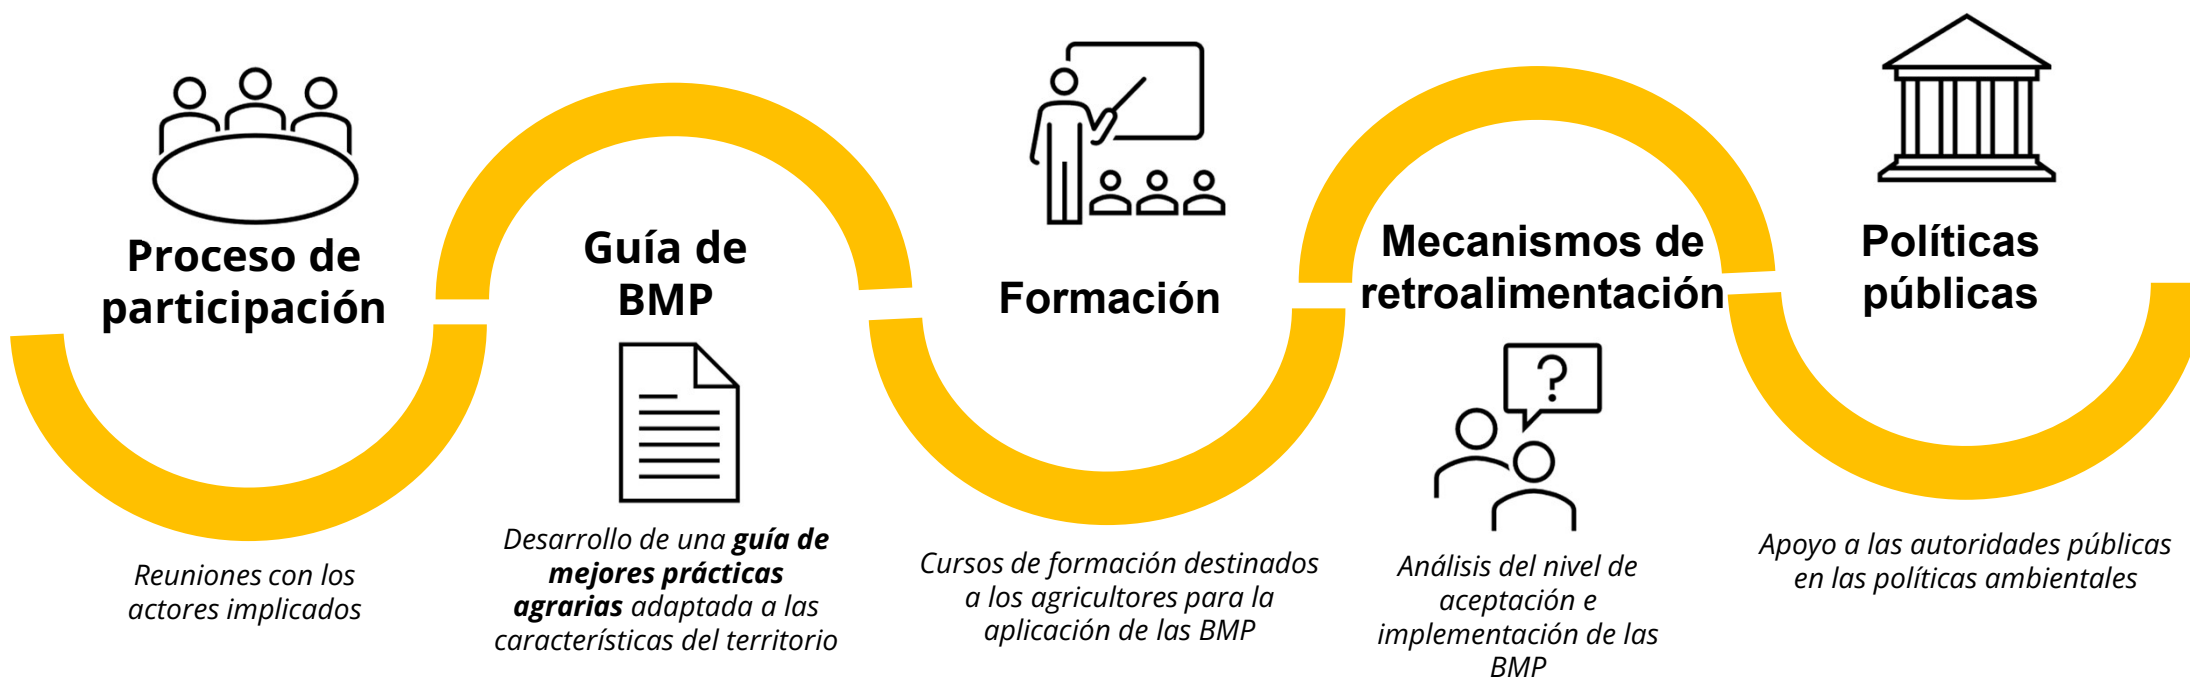 Proceso de
participación
Reuniones con los
actores implicados
Guía de
BMP
Desarrollo de una guía de
mejores prácticas
agrarias adaptada a las
características del territorio
Formación
Cursos de formación destinados
a los agricultores para la
aplicación de las BMP
Mecanismos de
retroalimentación
?
Análisis del nivel de
aceptación e
implementación de las
BMP
Políticas
públicas
Apoyo a las autoridades públicas
en las políticas ambientales